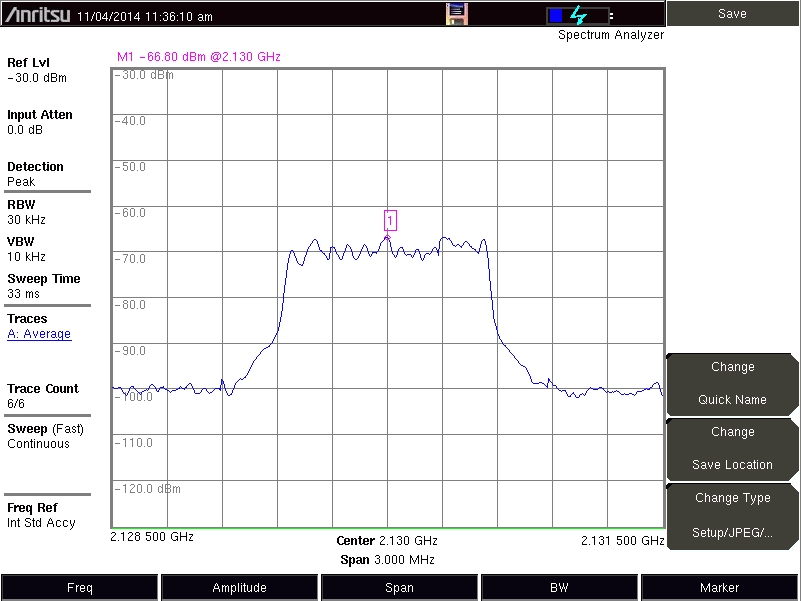 Anritsu 11/04/2014 11:36:10 am
Save
Spectrum Analyzer
M1 -66.80 dBm @2.130 GHz
Ref Lvl
-30.0 dBm
Input Atten
0.0 dB
Detection
Peak
RBW
30 kHz
VBW
10 kHz
Sweep Time
33 ms
Traces
A: Average
Trace Count
6/6
Sweep (Fast)
Continuous
Freq Ref
Int Std Accy
-30.0 dBm
-40.0
-50.0
-60.0
1
-70.0
-80.0
-90.0
-100.0
-110.0
-120.0 dBm
2.128 500 GHz
Center 2.130 GHz
2.131 500 GHz
Span 3.000 MHz
Change
Quick Name
Change
Save Location
Change Type
Setup/JPEG/...
Freq
Amplitude
Span
BW
Marker